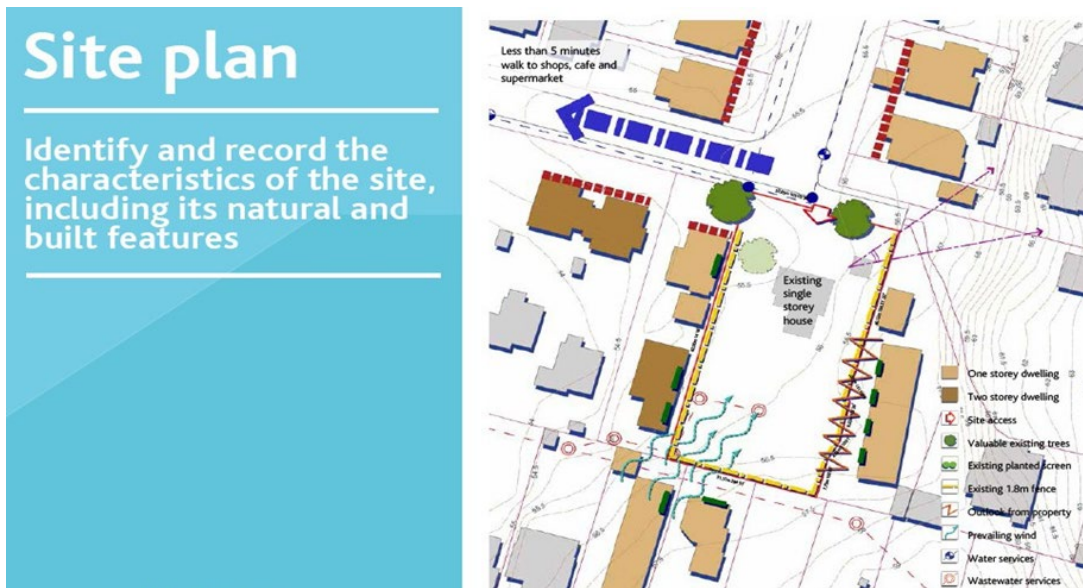 Site plan
Identify and record the
characteristics of the site,
including its natural and
built features
Less than 5 minutes
walk to shops, cafe and
supermarket
Existing
single
storey
house
One storey dwelling
Two storey dwelling
Site access
Valuable existing trees
Existing planted screen
Existing 1.8m fence
Outlook from property
Prevailing wind
Water services
Wastewater services